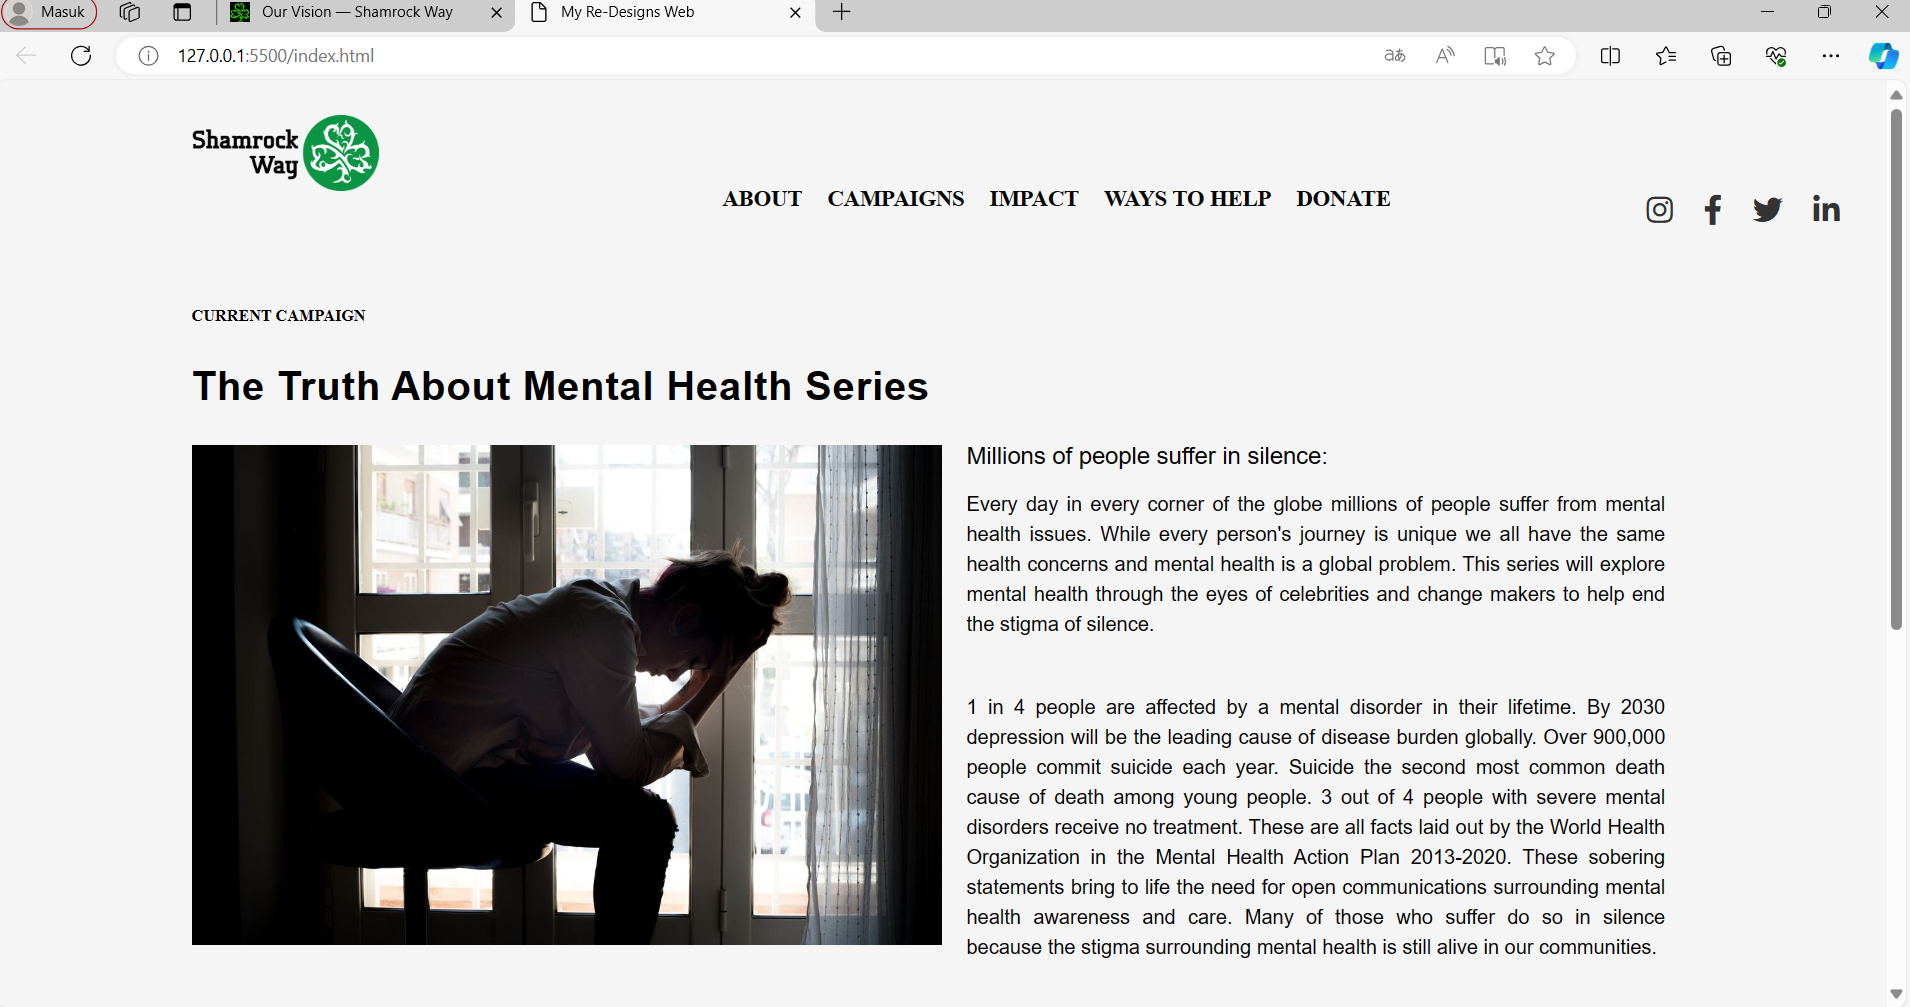 Masuk
Our Vision — Shamrock Way
My Re-Designs Web
127.0.0.1:5500/index.html
aあ
A
Shamrock
Way
ABOUT CAMPAIGNS IMPACT WAYS TO HELP DONATE
CURRENT CAMPAIGN
The Truth About Mental Health Series
Millions of people suffer in silence:
Every day in every corner of the globe millions of people suffer from mental
health issues. While every person's journey is unique we all have the same
health concerns and mental health is a global problem. This series will explore
mental health through the eyes of celebrities and change makers to help end
the stigma of silence.
1 in 4 people are affected by a mental disorder in their lifetime. By 2030
depression will be the leading cause of disease burden globally. Over 900,000
people commit suicide each year. Suicide the second most common death
cause of death among young people. 3 out of 4 people with severe mental
disorders receive no treatment. These are all facts laid out by the World Health
Organization in the Mental Health Action Plan 2013-2020. These sobering
statements bring to life the need for open communications surrounding mental
health awareness and care. Many of those who suffer do so in silence
because the stigma surrounding mental health is still alive in our communities.